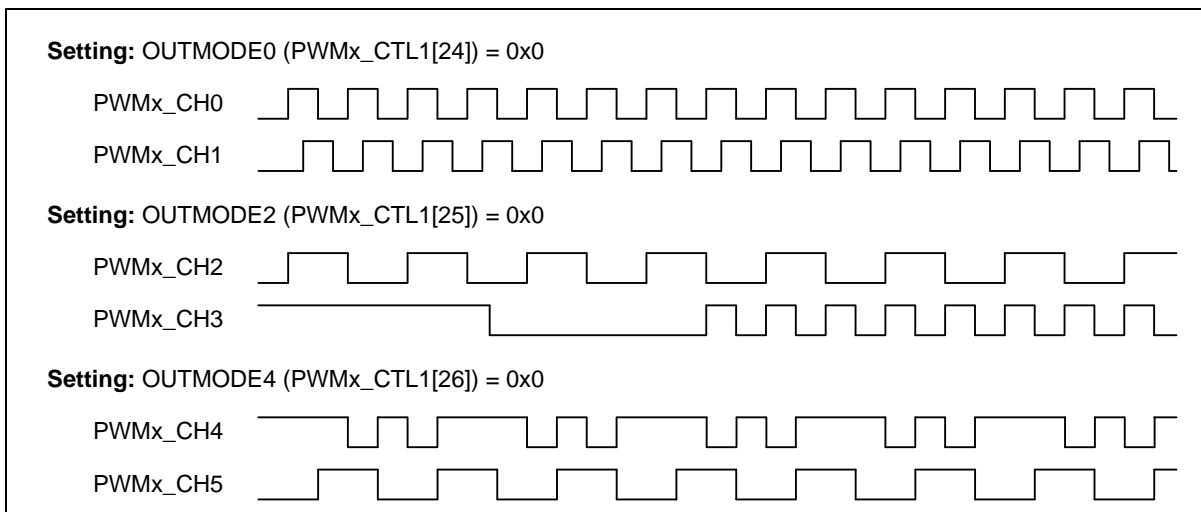 Setting: OUTMODE0 (PWMx_CTL1[24]) = 0x0
PWMx_CH0
PWMx_CH1
Setting: OUTMODE2 (PWMx_CTL1[25]) = 0x0
PWMx_CH2
PWMx_CH3
Setting: OUTMODE4 (PWMx_CTL1[26]) = 0x0
PWMx_CH4
PWMx_CH5